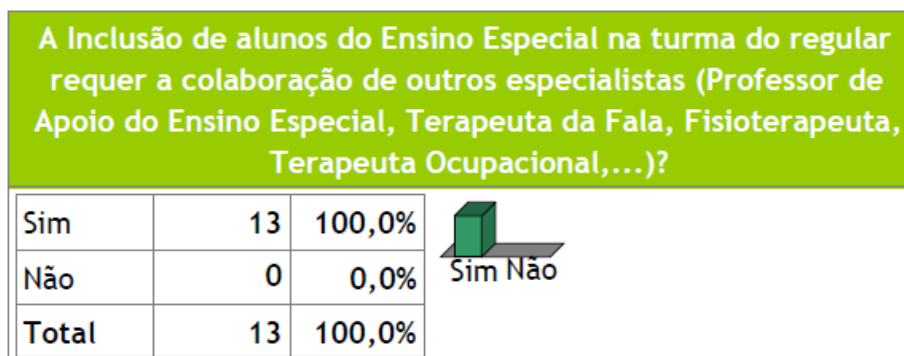 A Inclusão de alunos do Ensino Especial na turma do regular
requer a colaboração de outros especialistas (Professor de
Apoio do Ensino Especial, Terapeuta da Fala, Fisioterapeuta,
Terapeuta Ocupacional,...)?
Sim 13 100,0%
Não 0 0,0%
Total 13 100,0%
Sim Não